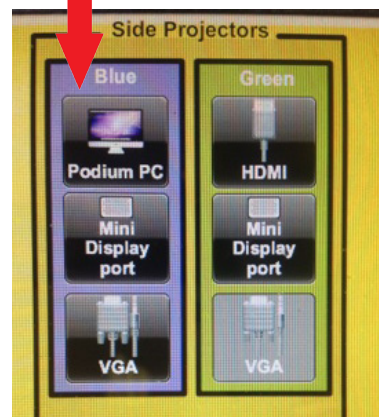 Side Projectors
Blue
Green
Podium PC
HDMI
Mini
Display
port
Mini
Display
port
VGA
VGA